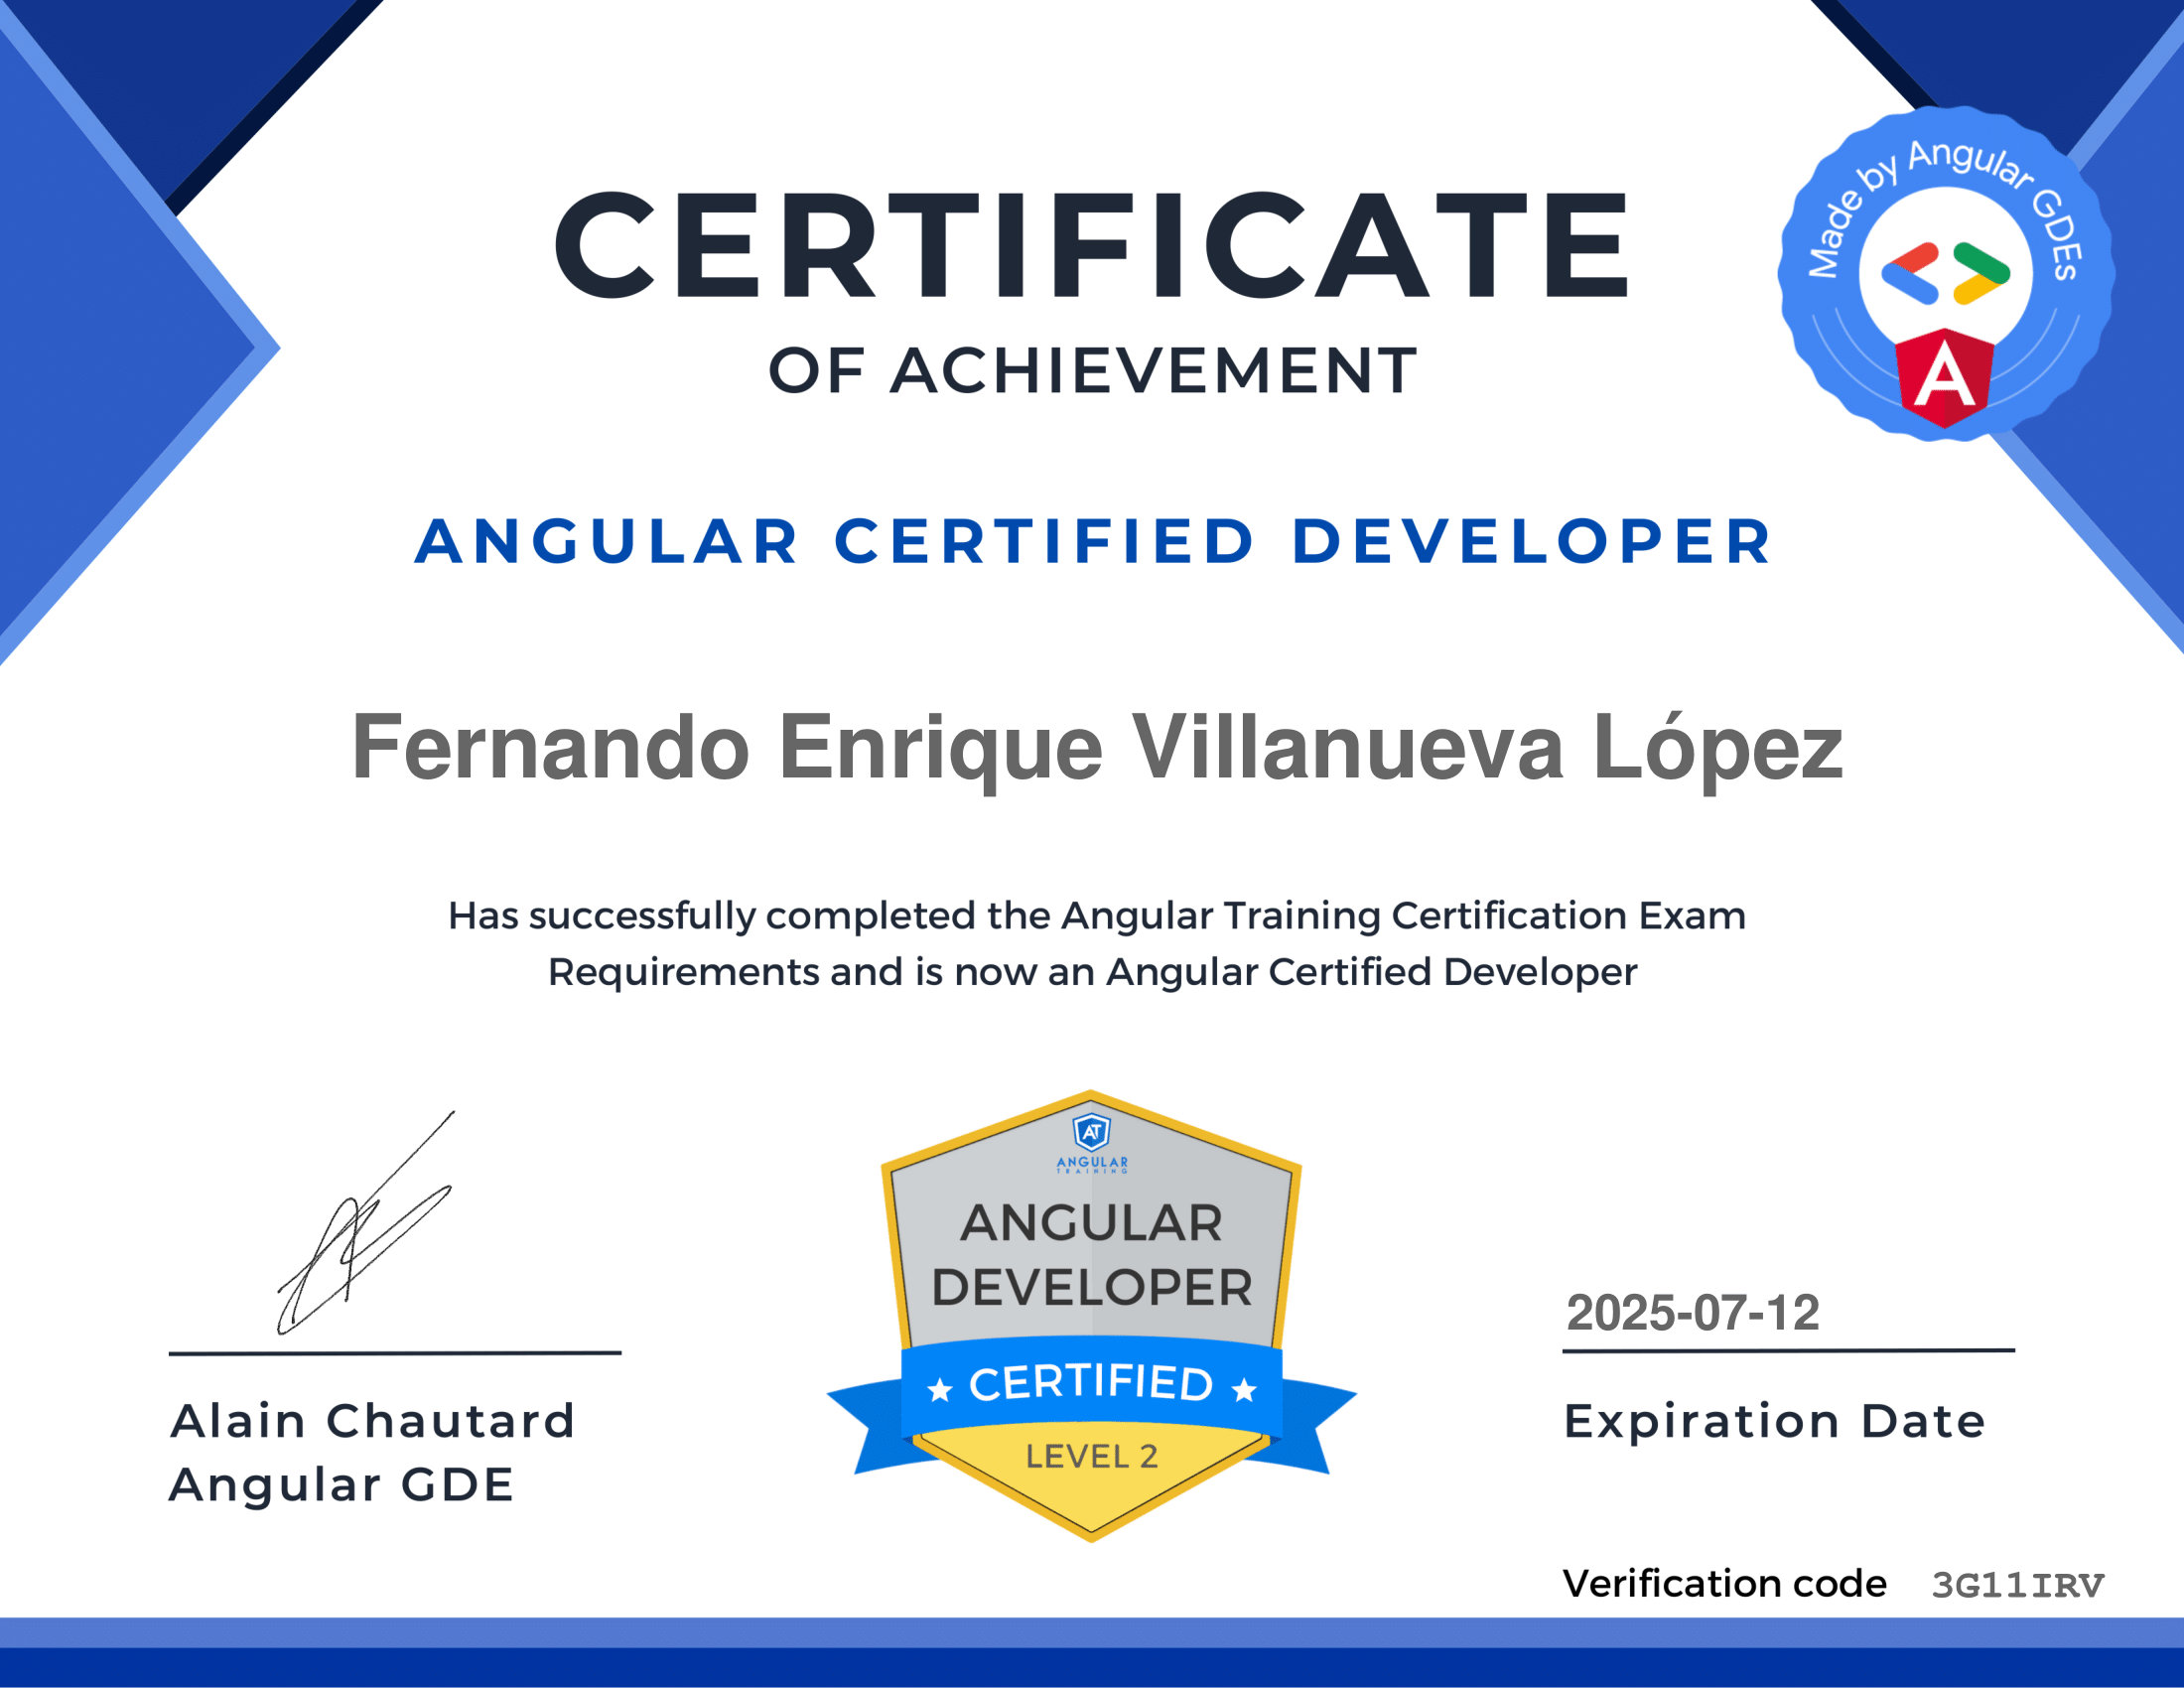 CERTIFICATE
OF ACHIEVEMENT
Made by Angular GDEs
A
ANGULAR CERTIFIED DEVELOPER
Fernando Enrique Villanueva López
Has successfully completed the Angular Training Certification Exam
Requirements and is now an Angular Certified Developer
AT
ANGULAR
TRAINING
ANGULAR
DEVELOPER
CERTIFIED
LEVEL 2
Alain Chautard
Angular GDE
2025-07-12
Expiration Date
Verification code 3G11IRV